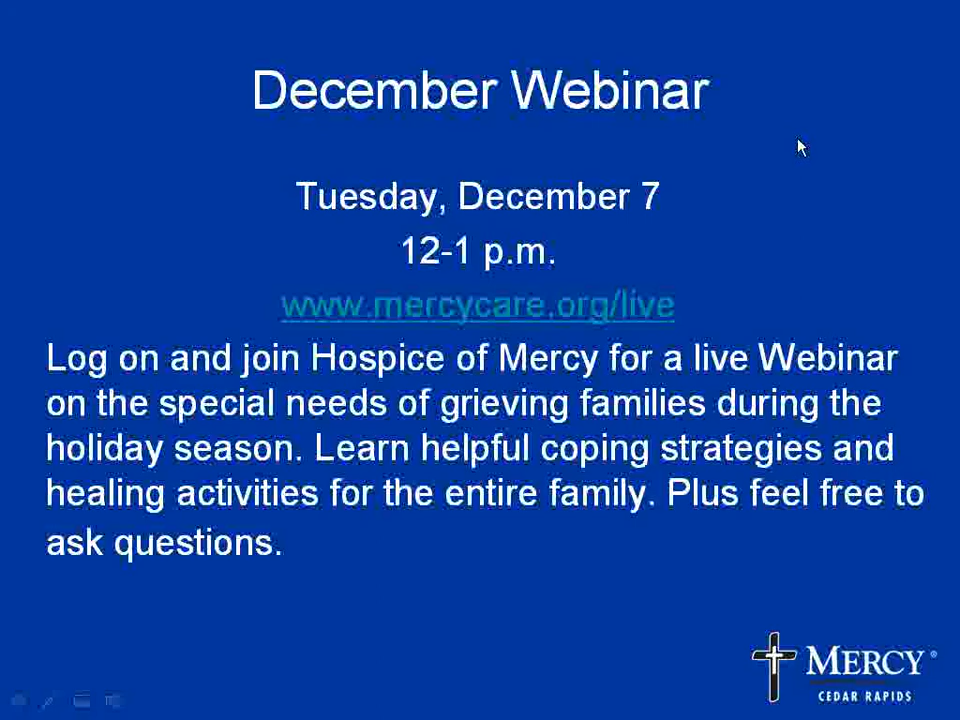 December Webinar
Tuesday, December 7
12-1 p.m.
www.mercycare.org/live
Log on and join Hospice of Mercy for a live Webinar
on the special needs of grieving families during the
holiday season. Learn helpful coping strategies and
healing activities for the entire family. Plus feel free to
ask questions.
MERCY®
CEDAR RAPIDS